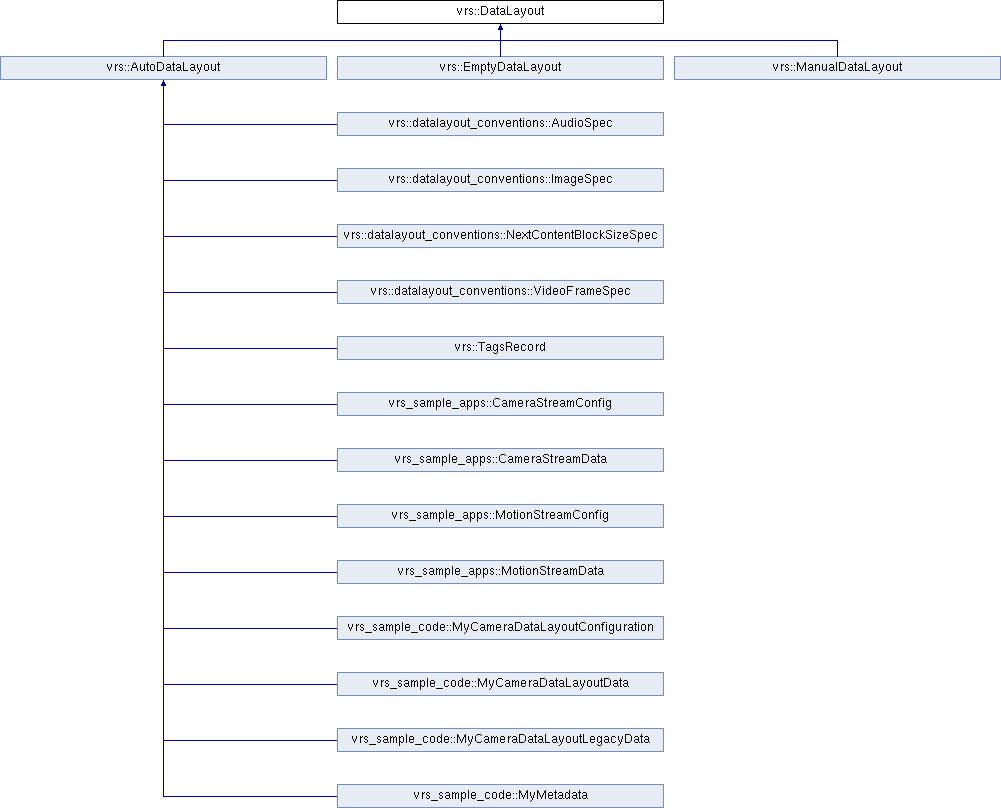 vrs::DataLayout
vrs::AutoDataLayout
vrs::EmptyDataLayout
vrs::ManualDataLayout
vrs::datalayout_conventions::AudioSpec
vrs::datalayout_conventions::ImageSpec
vrs::datalayout_conventions::NextContentBlockSizeSpec
vrs::datalayout_conventions::VideoFrameSpec
vrs::TagsRecord
vrs_sample_apps::CameraStreamConfig
vrs_sample_apps::CameraStreamData
vrs_sample_apps::MotionStreamConfig
vrs_sample_apps::MotionStreamData
vrs_sample_code::MyCameraDataLayoutConfiguration
vrs_sample_code::MyCameraDataLayoutData
vrs_sample_code::MyCameraDataLayoutLegacyData
vrs_sample_code::MyMetadata